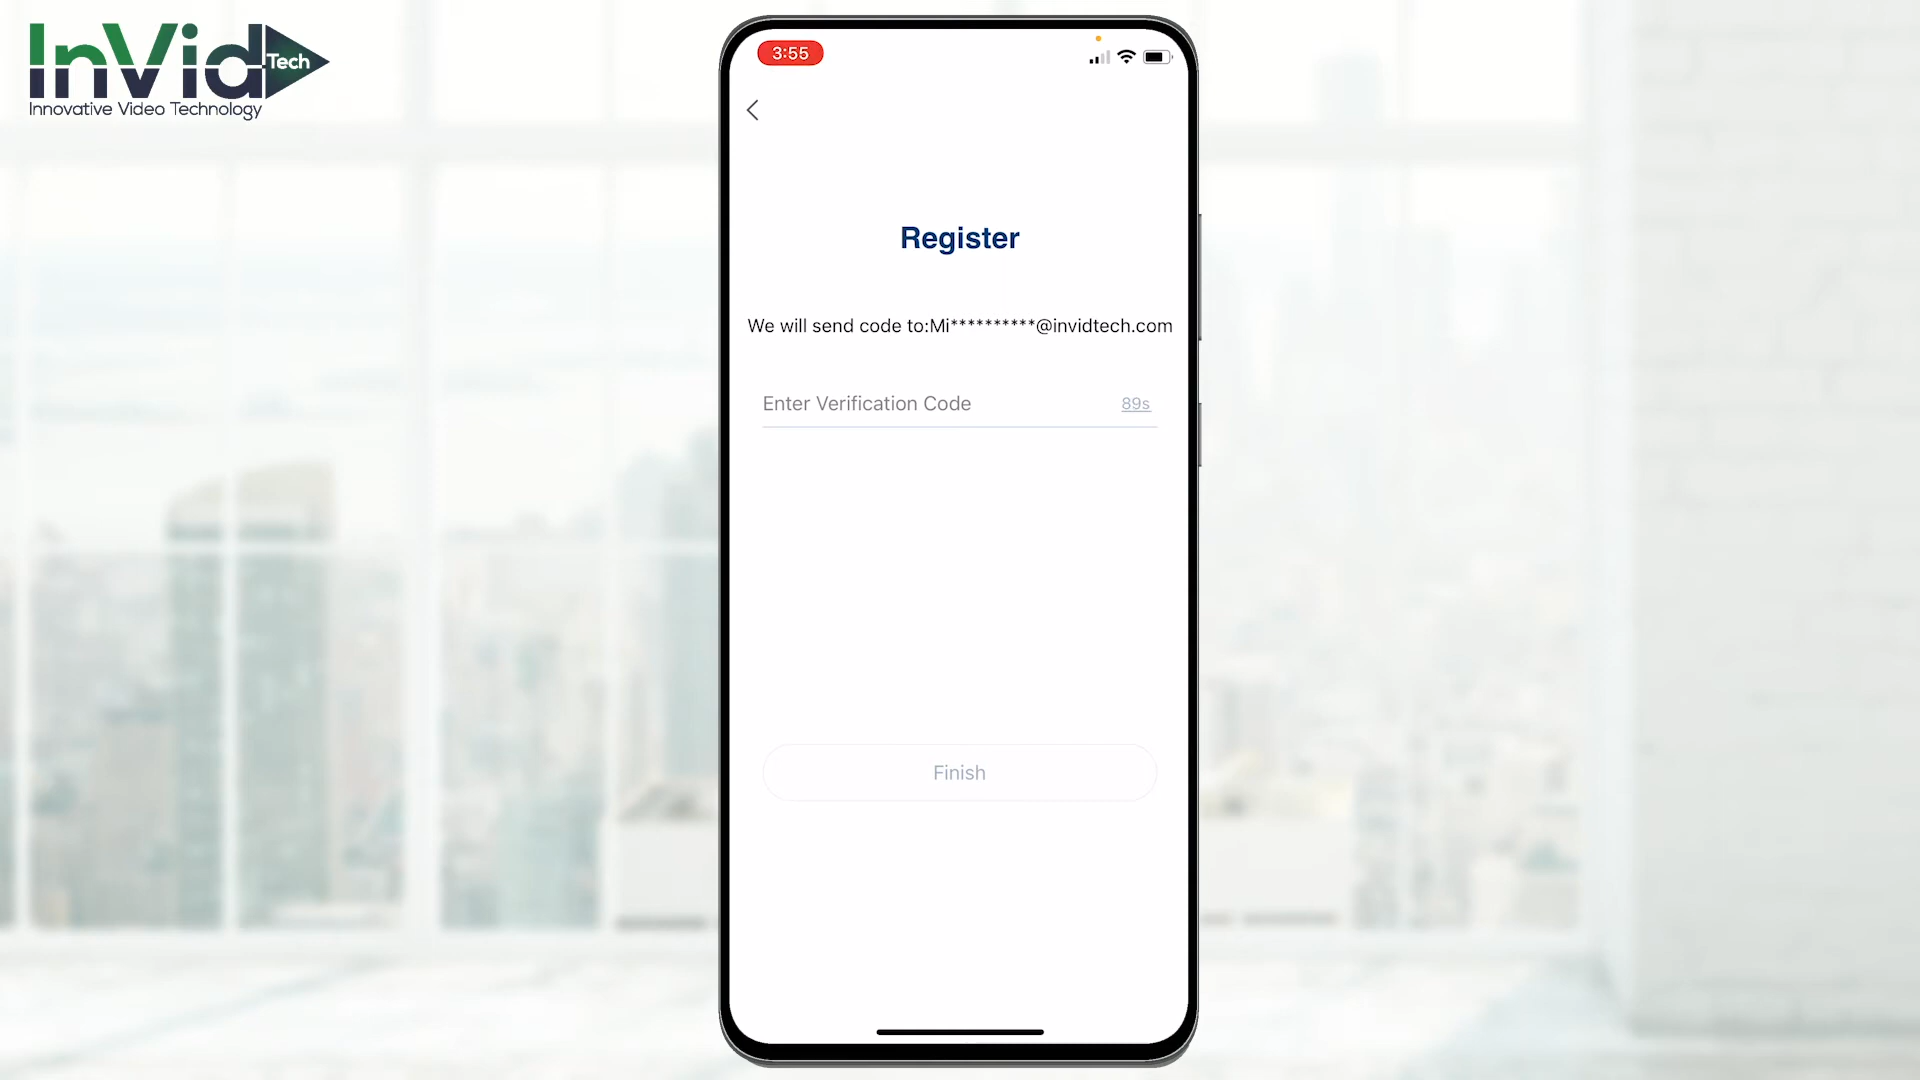 InVid Tech
Innovative Video Technology
3:55
Register
We will send code to:Mi**********@invidtech.com
Enter Verification Code
89s
Finish